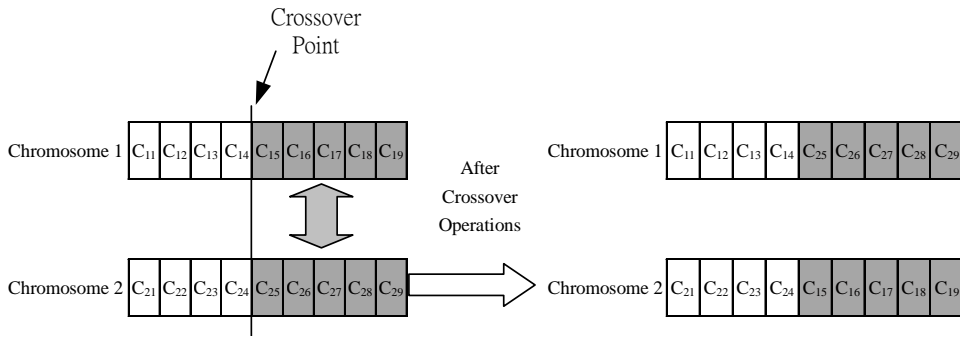 Crossover
Point
Chromosome 1 C₁₁ C₁₂ C₁₃ C₁₄ C₁₅ C₁₆ C₁₇ C₁₈ C₁₉
Chromosome 1 C₁₁ C₁₂ C₁₃ C₁₄ C₂₅ C₂₆ C₂₇ C₂₈ C₂₉
After
Crossover
Operations
Chromosome 2 C₂₁ C₂₂ C₂₃ C₂₄ C₂₅ C₂₆ C₂₇ C₂₈ C₂₉
Chromosome 2 C₂₁ C₂₂ C₂₃ C₂₄ C₁₅ C₁₆ C₁₇ C₁₈ C₁₉